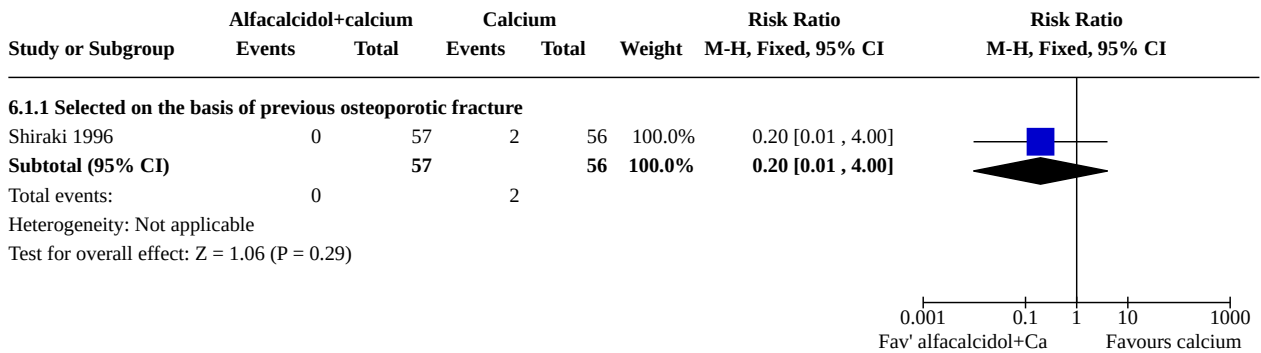 Alfacalcidol+calcium Calcium Risk Ratio Risk Ratio
Study or Subgroup Events Total Events Total Weight M-H, Fixed, 95% CI M-H, Fixed, 95% CI
6.1.1 Selected on the basis of previous osteoporotic fracture
Shiraki 1996 0 57 2 56 100.0% 0.20 [0.01 , 4.00]
Subtotal (95% CI) 57 56 100.0% 0.20 [0.01 , 4.00]
Total events: 0 2
Heterogeneity: Not applicable
Test for overall effect: Z = 1.06 (P = 0.29)
0.001 0.1 1 10 1000
Fav' alfacalcidol+Ca Favours calcium